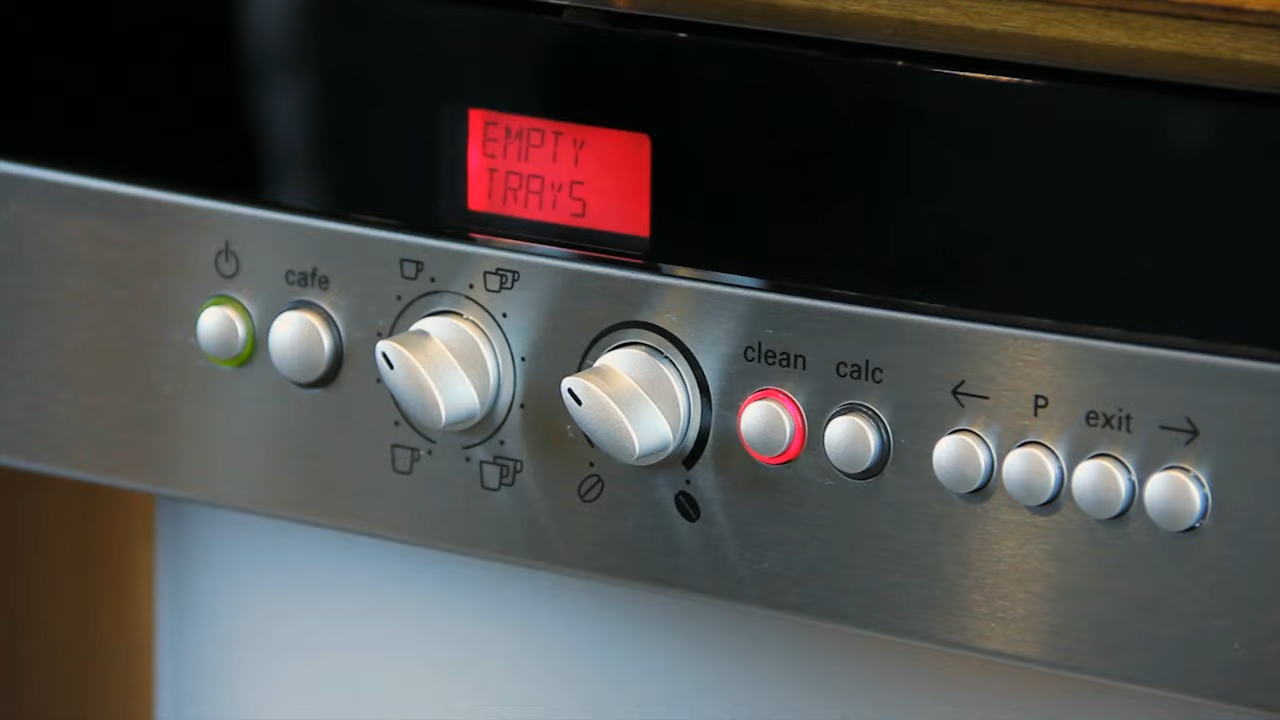 EMPTY
TRAYS
cafe
clean
calc
← P exit →